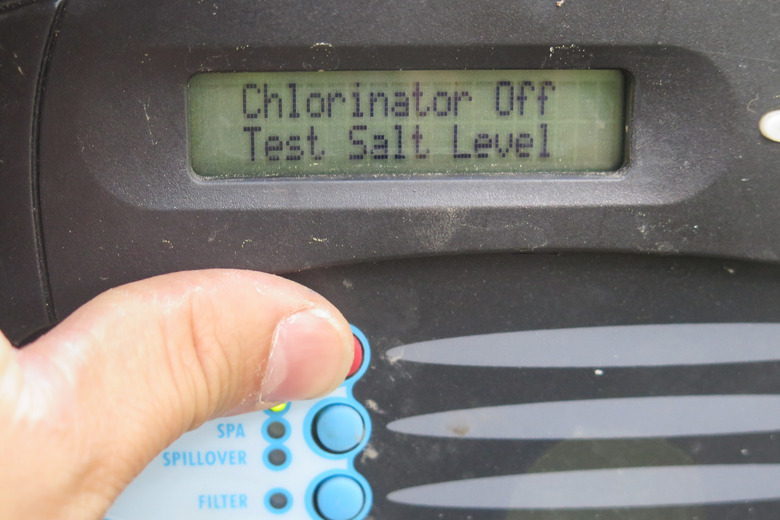 Chlorinator Off
Test Salt Level
SPA
SPILLOVER
FILTER